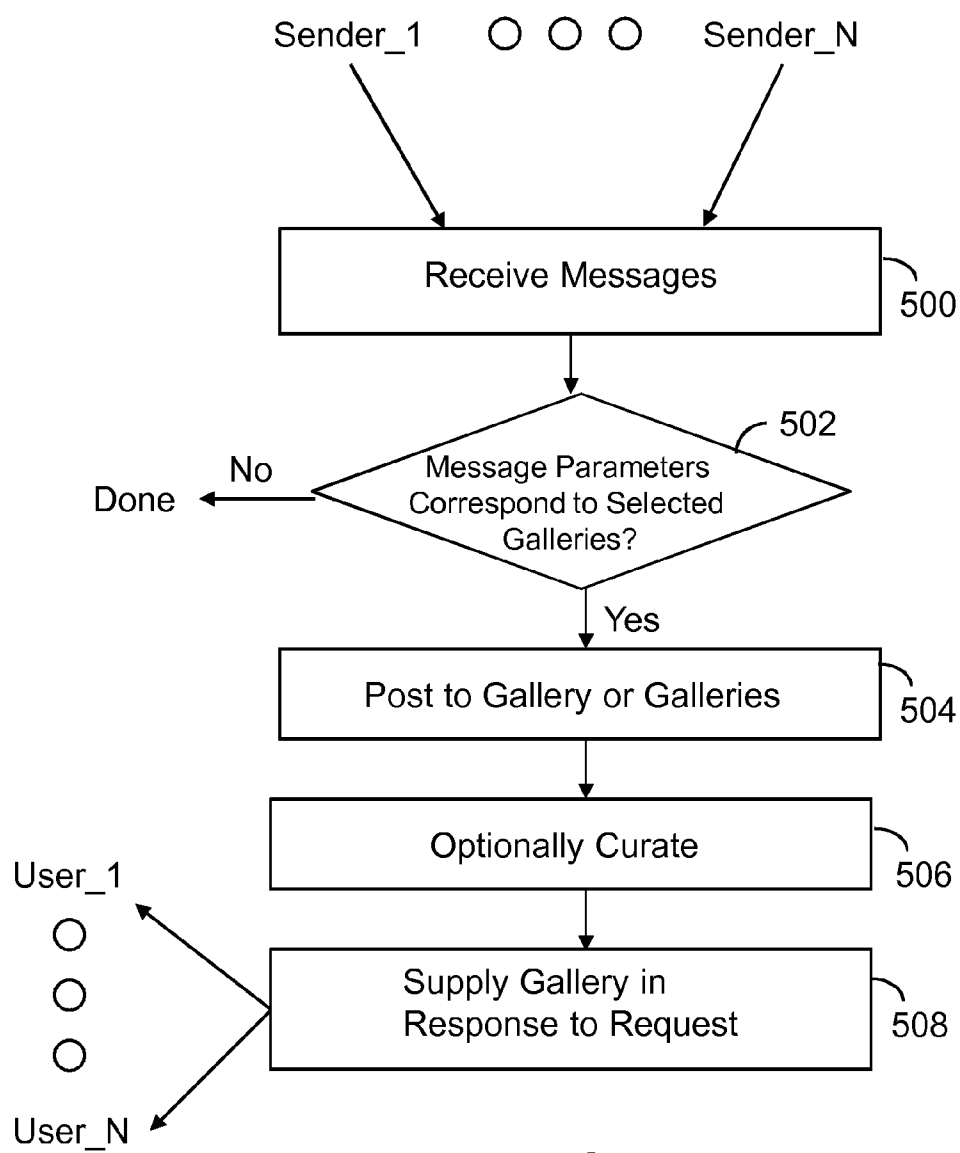 Sender_1
Sender_N
Receive Messages
500
502
Message Parameters
Correspond to Selected
Galleries?
No
Done
Yes
Post to Gallery or Galleries
504
Optionally Curate
506
User_1
Supply Gallery in
Response to Request
508
User_N